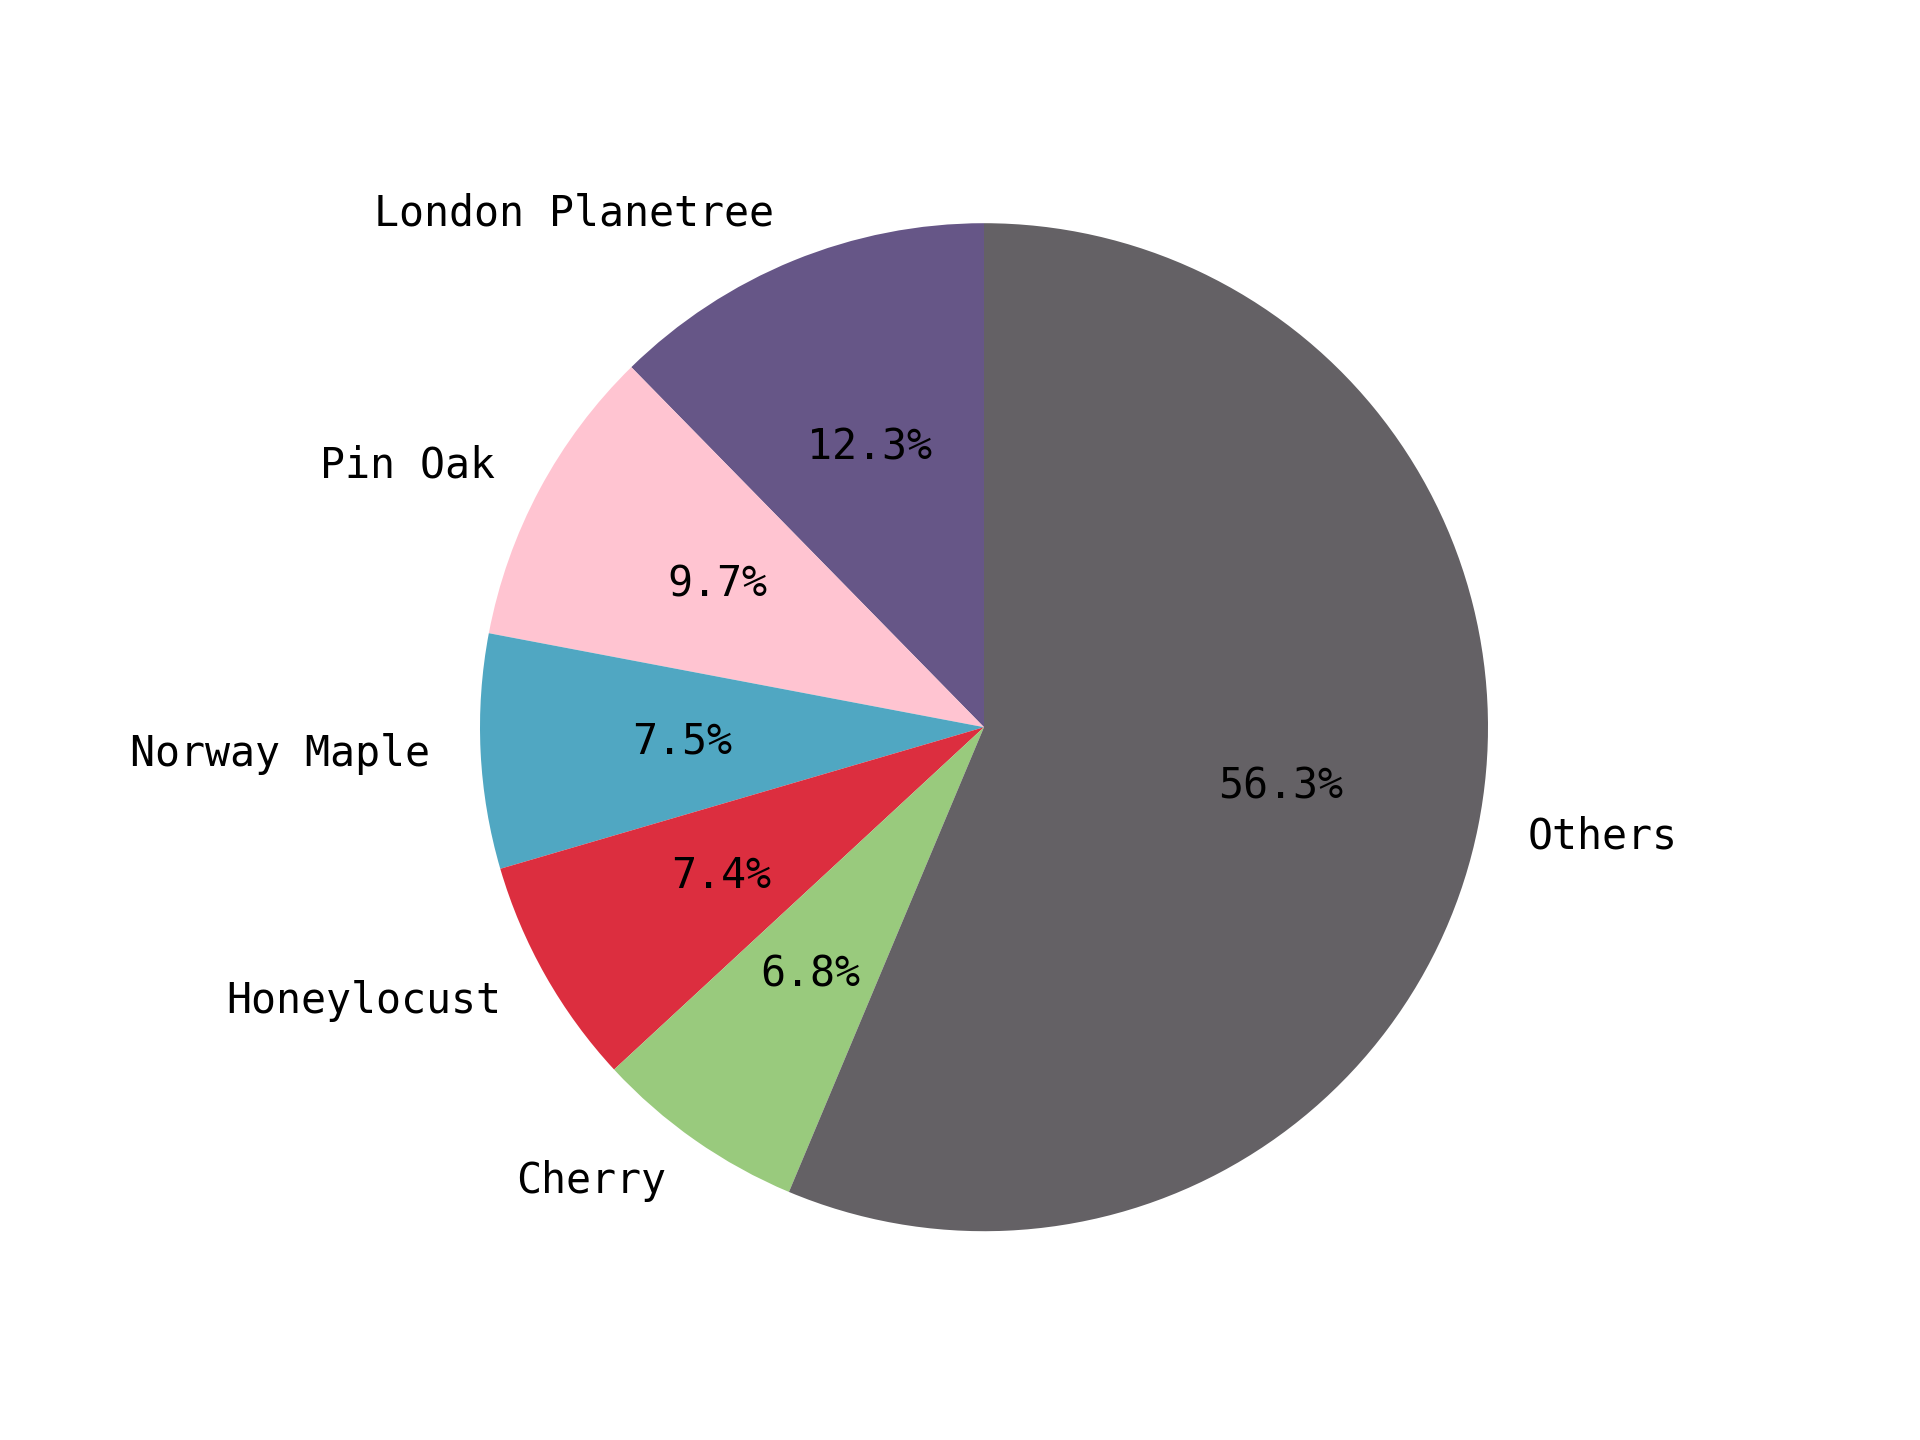 London Planetree
12.3%
Pin Oak
9.7%
Norway Maple
7.5%
56.3%
Others
7.4%
Honeylocust
6.8%
Cherry